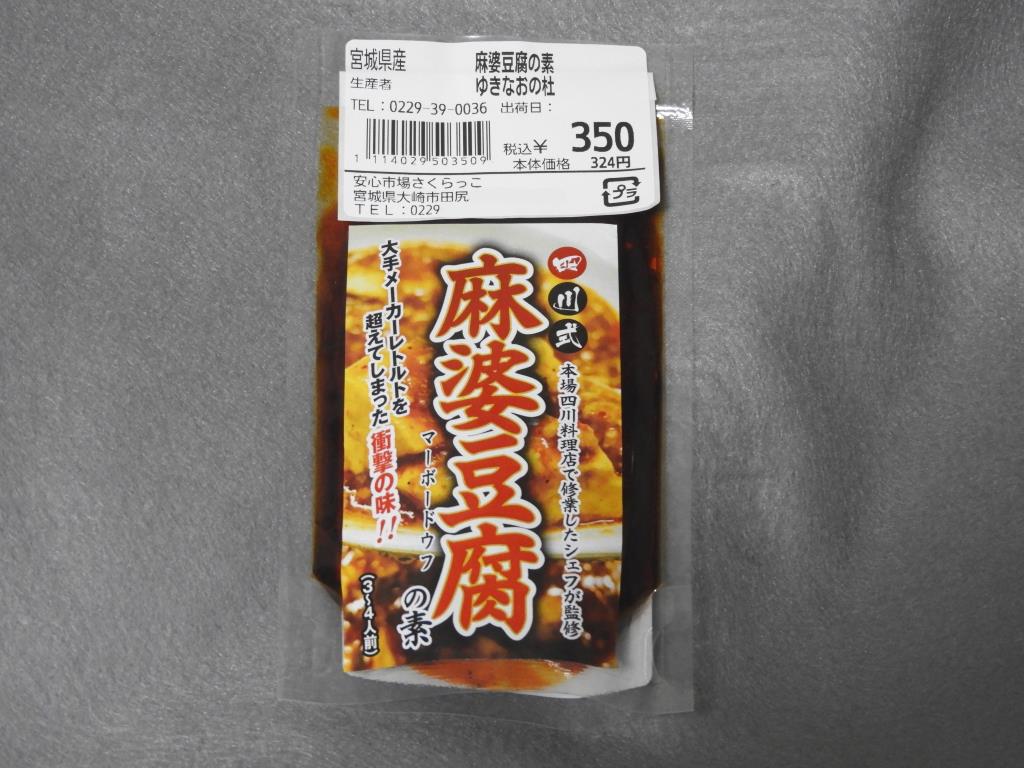 宮城県産
麻婆豆腐の素
生産者
ゆきなおの杜
TEL：0229-39-0036 出荷日：
1 114029 503509
税込￥350
本体価格 324円
安心市場さくらっこ
宮城県大崎市田尻
TEL：0229
プラ
四川式
本場四川料理店で修業したシェフが監修
麻婆豆腐の素
マーボードウフ
大手メーカーレトルトを
超えてしまった衝撃の味!!
(3〜4人前)